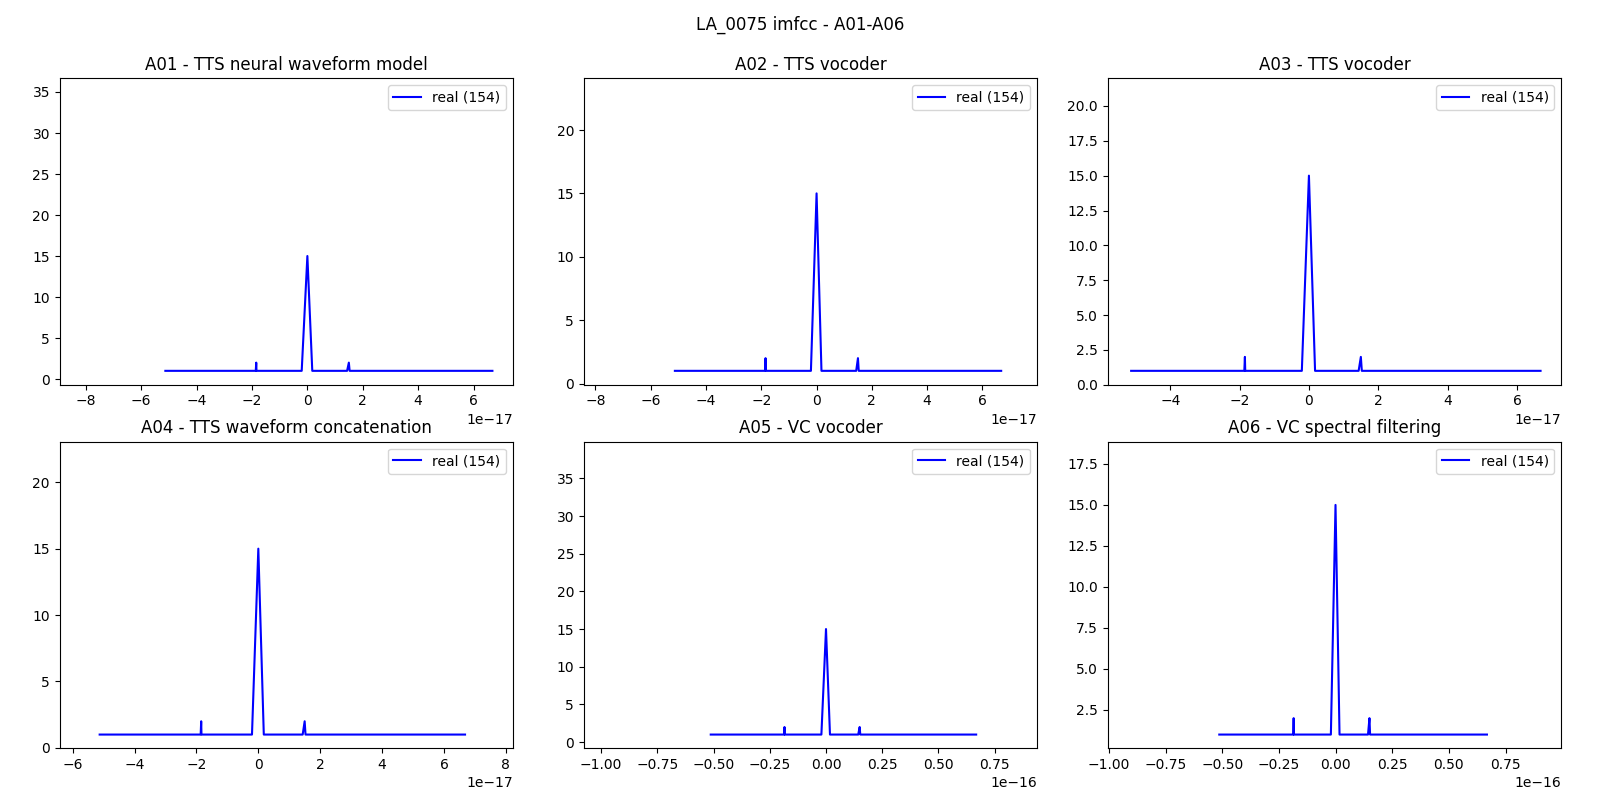 LA_0075 imfcc - A01-A06
A01 - TTS neural waveform model
35
30
25
20
15
10
5
0
real (154)
−8 −6 −4 −2 0 2 4 6
1e−17
A02 - TTS vocoder
20
15
10
5
0
real (154)
−8 −6 −4 −2 0 2 4 6
1e−17
A03 - TTS vocoder
20.0
17.5
15.0
12.5
10.0
7.5
5.0
2.5
0.0
real (154)
−4 −2 0 2 4 6
1e−17
A04 - TTS waveform concatenation
20
15
10
5
0
real (154)
−6 −4 −2 0 2 4 6 8
1e−17
A05 - VC vocoder
35
30
25
20
15
10
5
0
real (154)
−1.00 −0.75 −0.50 −0.25 0.00 0.25 0.50 0.75
1e−16
A06 - VC spectral filtering
17.5
15.0
12.5
10.0
7.5
5.0
2.5
real (154)
−1.00 −0.75 −0.50 −0.25 0.00 0.25 0.50 0.75
1e−16